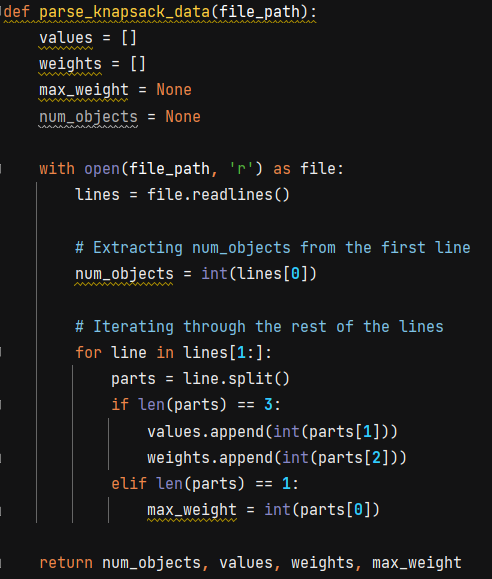 def parse_knapsack_data(file_path):
    values = []
    weights = []
    max_weight = None
    num_objects = None

    with open(file_path, 'r') as file:
        lines = file.readlines()

        # Extracting num_objects from the first line
        num_objects = int(lines[0])

        # Iterating through the rest of the lines
        for line in lines[1:]:
            parts = line.split()
            if len(parts) == 3:
                values.append(int(parts[1]))
                weights.append(int(parts[2]))
            elif len(parts) == 1:
                max_weight = int(parts[0])

    return num_objects, values, weights, max_weight